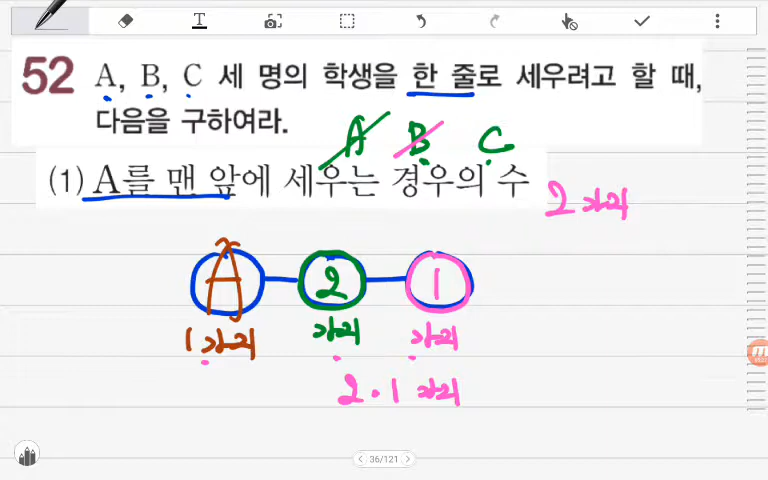 52 A, B, C 세 명의 학생을 한 줄로 세우려고 할 때,
다음을 구하여라.
A B C
(1) A를 맨 앞에 세우는 경우의 수
2 가지
A 2 1
1 가지 가지 가지
2·1 가지
36/121